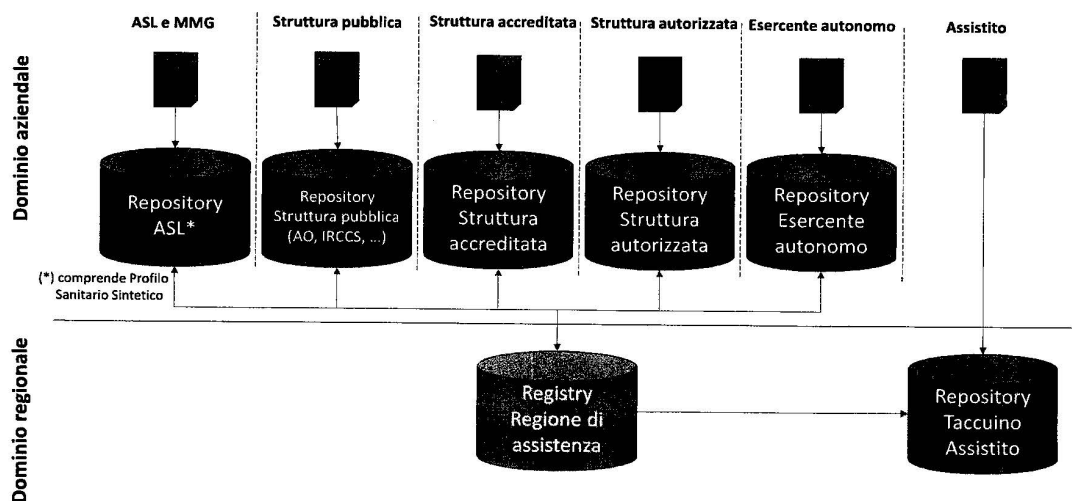 ASL e MMG
Struttura pubblica
Struttura accreditata
Struttura autorizzata
Esercente autonomo
Assistito
Dominio aziendale
Repository
ASL*
Repository
Struttura pubblica
(AO, IRCCS, ...)
Repository
Struttura
accreditata
Repository
Struttura
autorizzata
Repository
Esercente
autonomo
(*) comprende Profilo
Sanitario Sintetico
Dominio regionale
Registry
Regione di
assistenza
Repository
Taccuino
Assistito